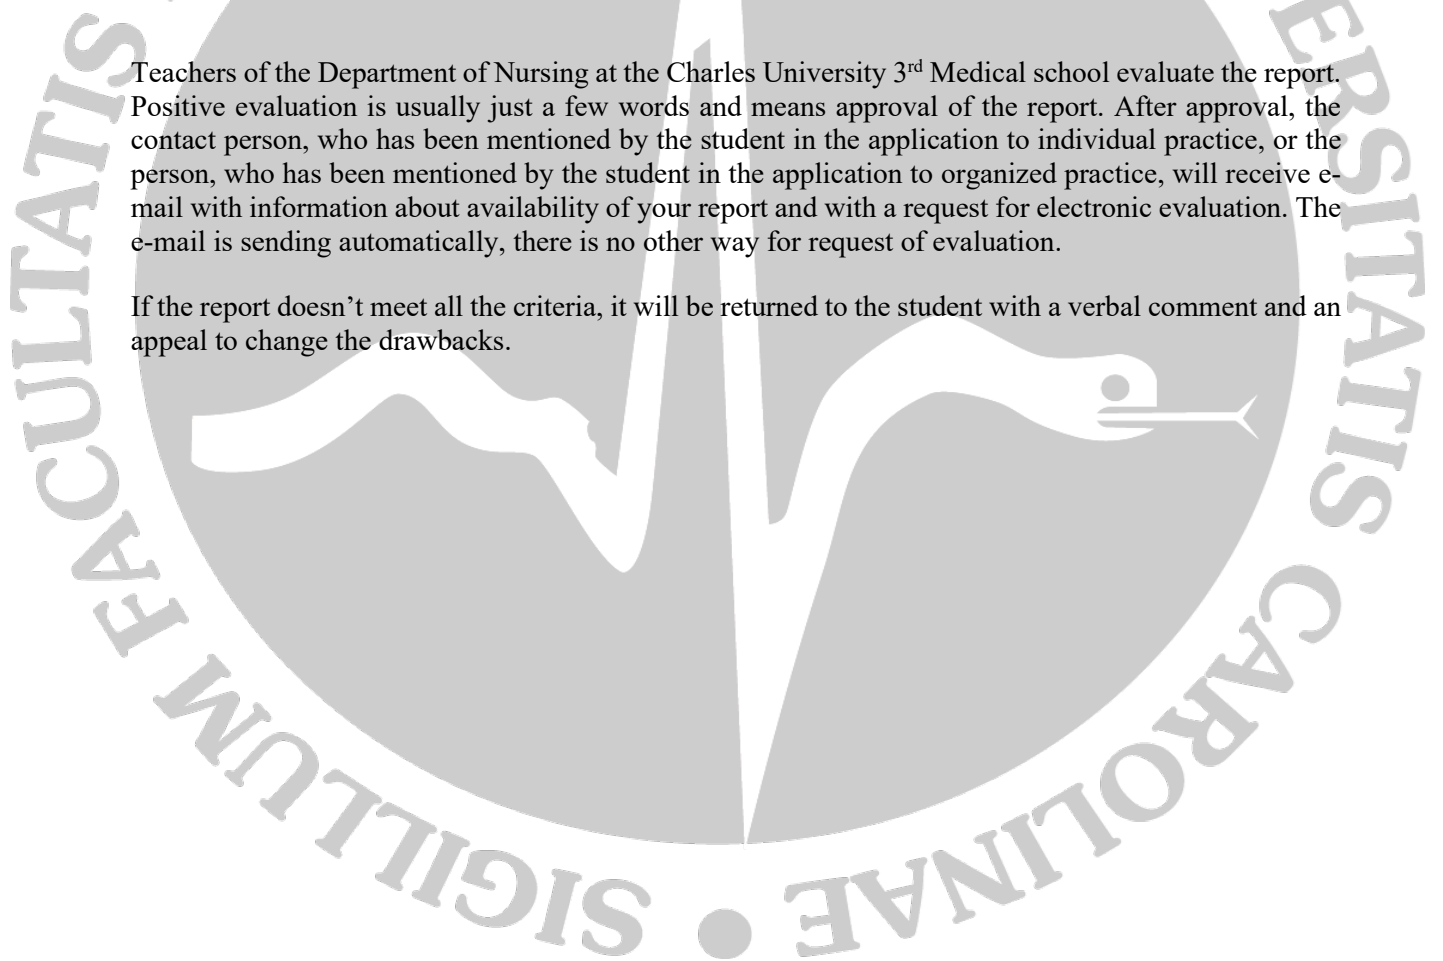 Teachers of the Department of Nursing at the Charles University 3rd Medical school evaluate the report.
Positive evaluation is usually just a few words and means approval of the report. After approval, the
contact person, who has been mentioned by the student in the application to individual practice, or the
person, who has been mentioned by the student in the application to organized practice, will receive e-
mail with information about availability of your report and with a request for electronic evaluation. The
e-mail is sending automatically, there is no other way for request of evaluation.
If the report doesn’t meet all the criteria, it will be returned to the student with a verbal comment and an
appeal to change the drawbacks.
SIGILLUM FACULTATIS
ERSITATIS CAROLINAE